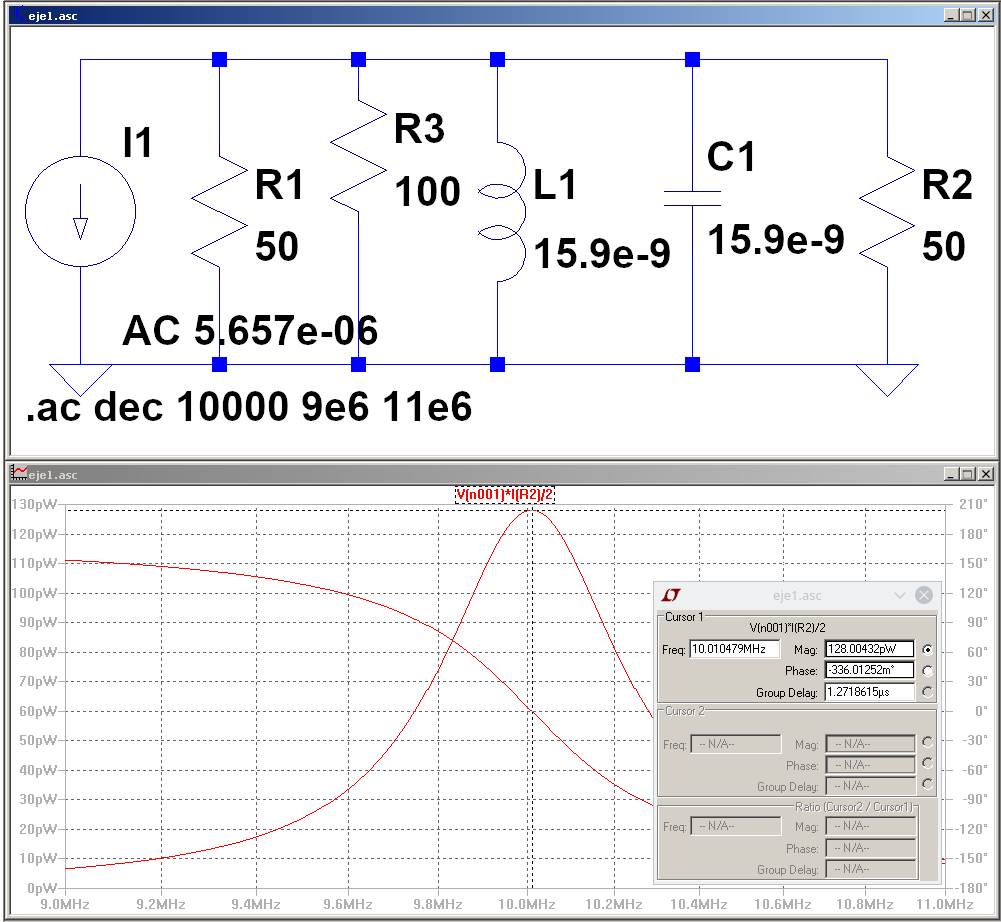 eje1.asc
I1
R1
50
R3
100
L1
15.9e-9
C1
15.9e-9
R2
50
AC 5.657e-06
.ac dec 10000 9e6 11e6
eje1.asc
V(n001)*I(R2)/2
130pW
120pW
110pW
100pW
90pW
80pW
70pW
60pW
50pW
40pW
30pW
20pW
10pW
0pW
210°
180°
150°
120°
90°
60°
30°
0°
-30°
-60°
-90°
-120°
-150°
-180°
9.0MHz 9.2MHz 9.4MHz 9.6MHz 9.8MHz 10.0MHz 10.2MHz 10.4MHz 10.6MHz 10.8MHz 11.0MHz
eje1.asc
Cursor 1
V(n001)*I(R2)/2
Freq: 10.010479MHz Mag: 128.00432pW
Phase: -336.01252m°
Group Delay: 1.2718615µs
Cursor 2
Freq: -- N/A-- Mag: -- N/A--
Phase: -- N/A--
Group Delay: -- N/A--
Ratio (Cursor2 / Cursor1)
Freq: -- N/A-- Mag: -- N/A--
Phase: -- N/A--
Group Delay: -- N/A--